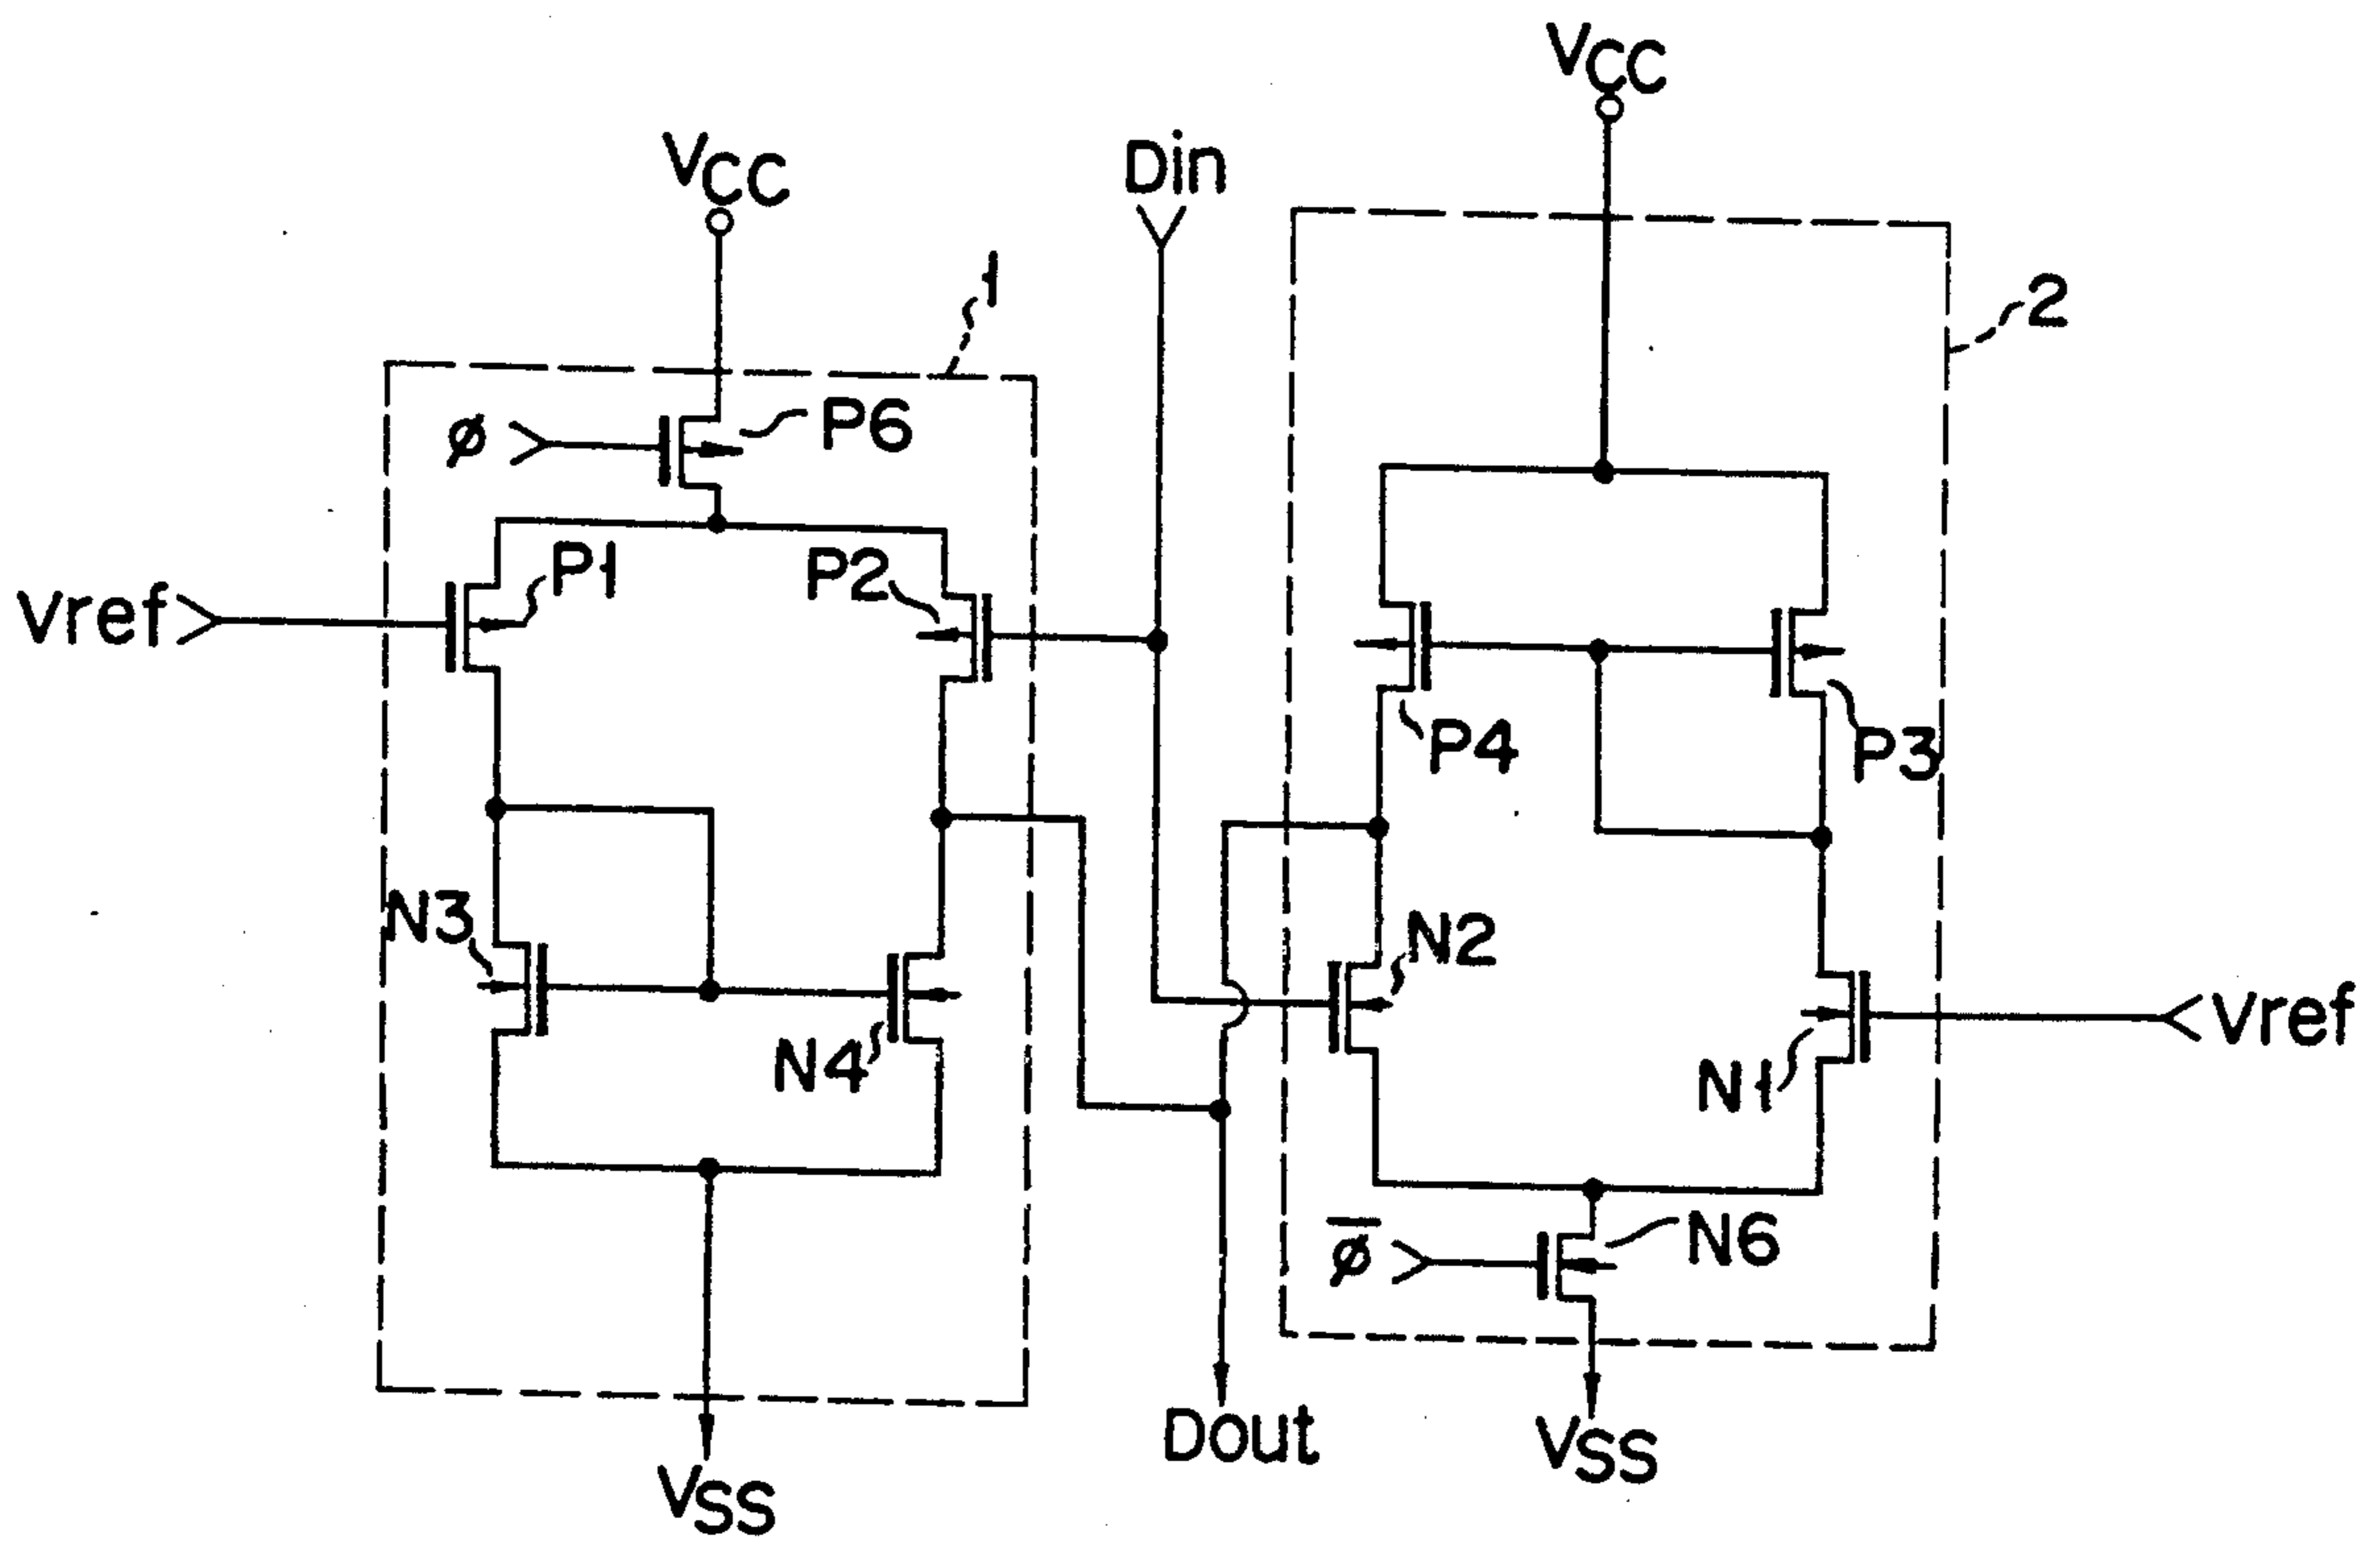 VCC
VCC
Din
1
2
ø
P6
P1
P2
Vref
P4
P3
N3
N2
N4
N1
Vref
ø̅
N6
Dout
VSS
VSS